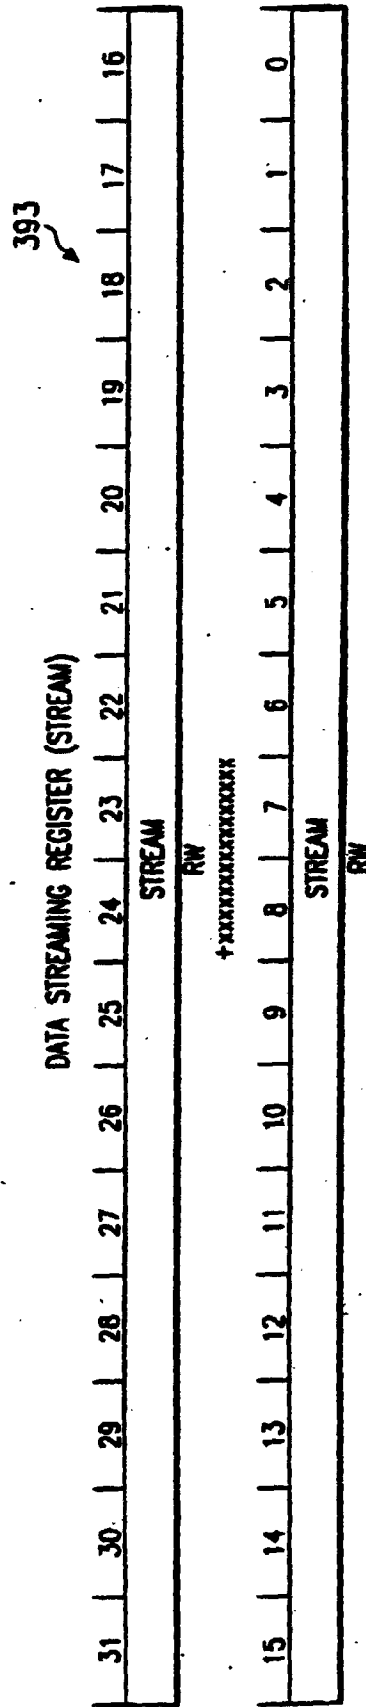 DATA STREAMING REGISTER (STREAM)
393
31 30 29 28 27 26 25 24 23 22 21 20 19 18 17 16
STREAM
RW
+xxxxxxxxxxxxxxxx
15 14 13 12 11 10 9 8 7 6 5 4 3 2 1 0
STREAM
RW